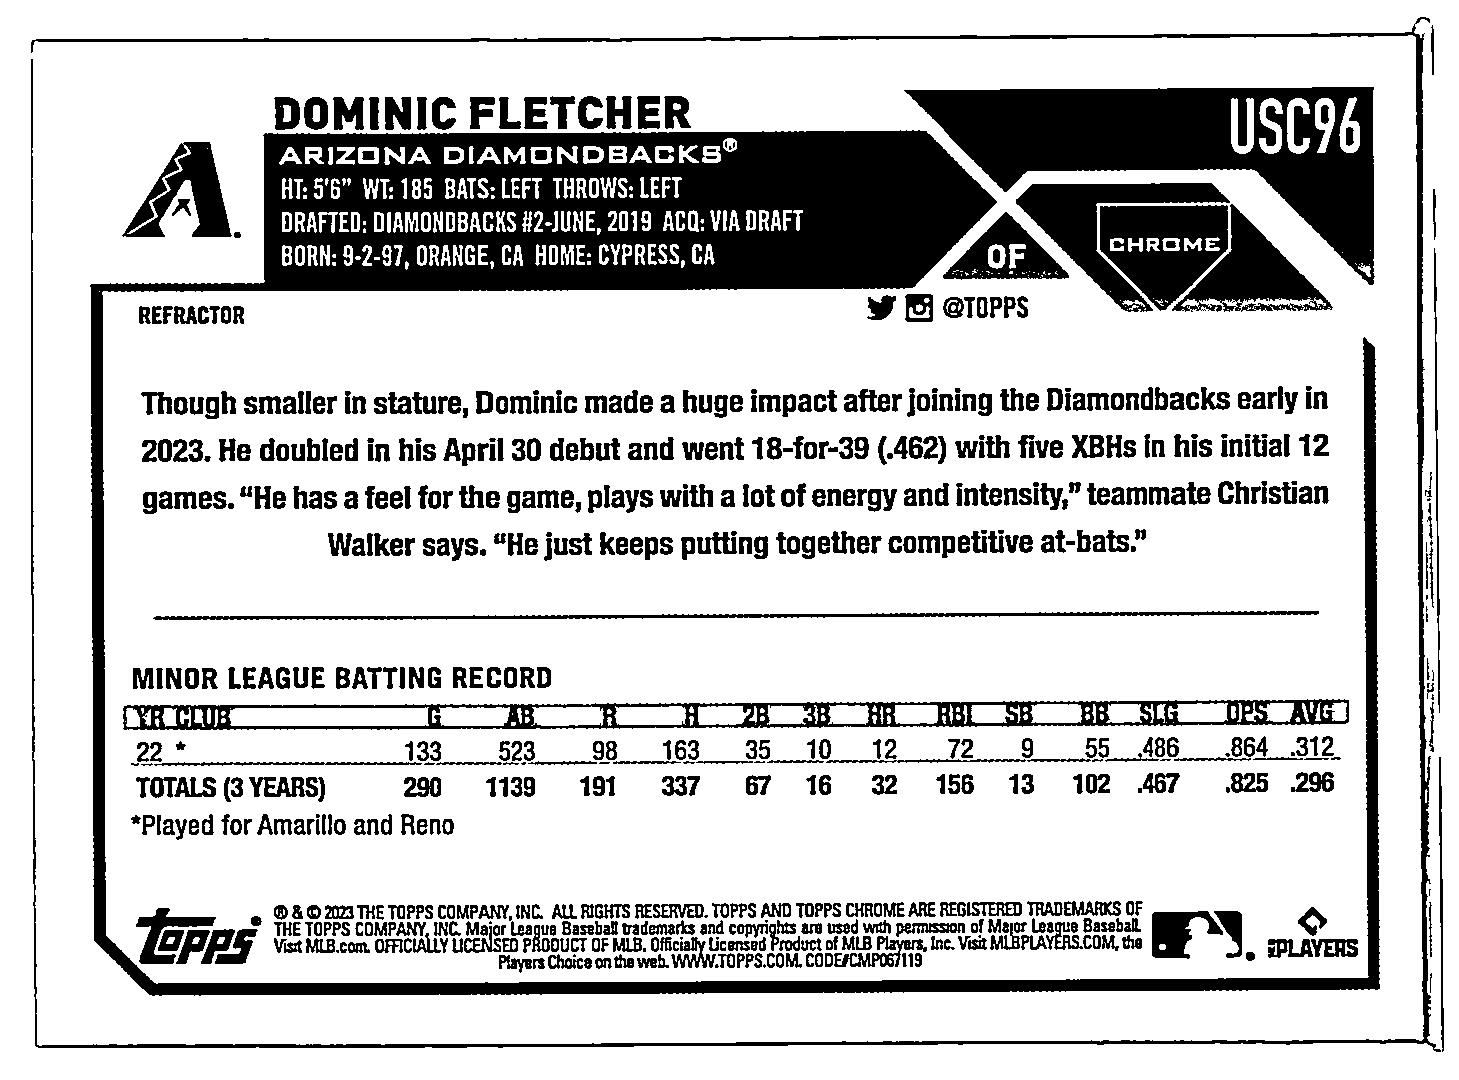 DOMINIC FLETCHER
USC96
ARIZONA DIAMONDBACKS®
HT: 5'6” WT: 185 BATS: LEFT THROWS: LEFT
DRAFTED: DIAMONDBACKS #2-JUNE, 2019 ACQ: VIA DRAFT
BORN: 9-2-97, ORANGE, CA HOME: CYPRESS, CA
OF
CHROME
REFRACTOR
@TOPPS
Though smaller in stature, Dominic made a huge impact after joining the Diamondbacks early in
2023. He doubled in his April 30 debut and went 18-for-39 (.462) with five XBHs in his initial 12
games. “He has a feel for the game, plays with a lot of energy and intensity,” teammate Christian
Walker says. “He just keeps putting together competitive at-bats.”
MINOR LEAGUE BATTING RECORD
YR CLUB G AB R H 2B 3B HR RBI SB BB SLG OPS AVG
22 * 133 523 98 163 35 10 12 72 9 55 .486 .864 .312
TOTALS (3 YEARS) 290 1139 191 337 67 16 32 156 13 102 .467 .825 .296
*Played for Amarillo and Reno
topps
® & © 2023 THE TOPPS COMPANY, INC. ALL RIGHTS RESERVED. TOPPS AND TOPPS CHROME ARE REGISTERED TRADEMARKS OF
THE TOPPS COMPANY, INC. Major League Baseball trademarks and copyrights are used with permission of Major League Baseball.
Visit MLB.com. OFFICIALLY LICENSED PRODUCT OF MLB. Officially Licensed Product of MLB Players, Inc. Visit MLBPLAYERS.COM, the
Players Choice on the web. WWW.TOPPS.COM. CODE#CMP067119
PLAYERS